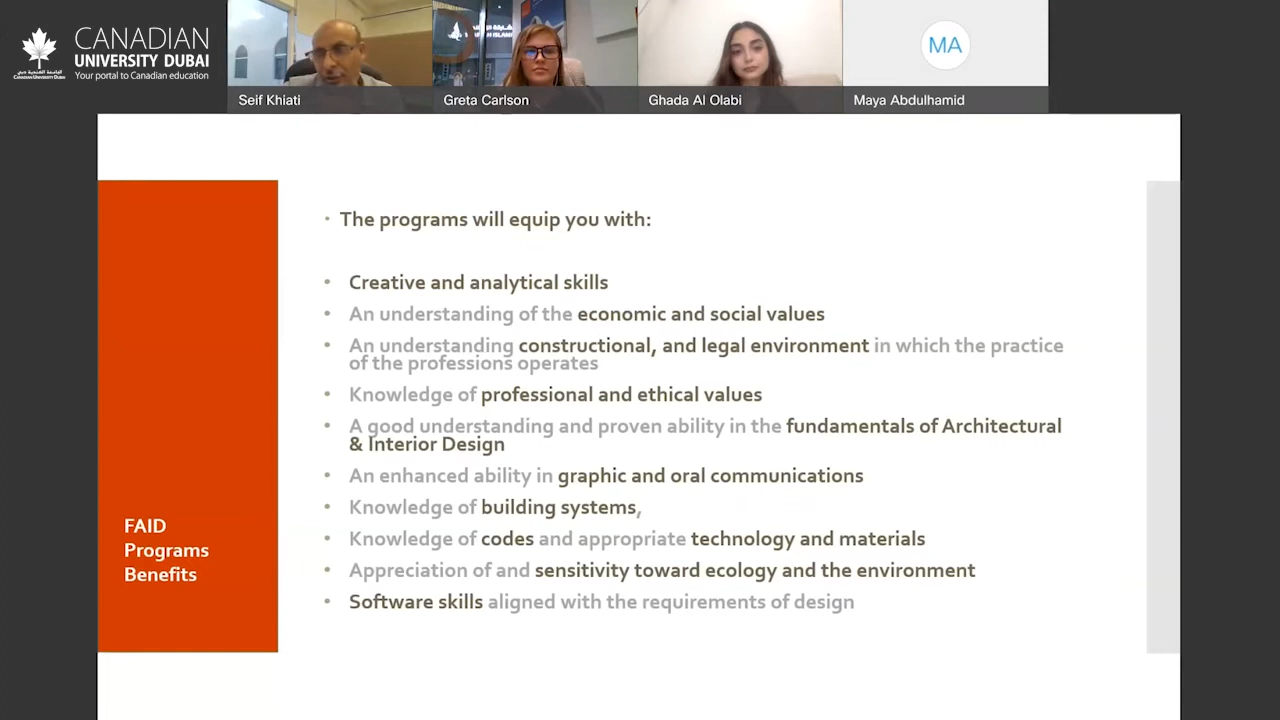 CANADIAN
UNIVERSITY DUBAI
Your portal to Canadian education
CANADIAN UNIVERSITY DUBAI
Seif Khiati
Greta Carlson
Ghada Al Olabi
MA
Maya Abdulhamid
• The programs will equip you with:
• Creative and analytical skills
• An understanding of the economic and social values
• An understanding constructional, and legal environment in which the practice
of the professions operates
• Knowledge of professional and ethical values
• A good understanding and proven ability in the fundamentals of Architectural
& Interior Design
• An enhanced ability in graphic and oral communications
• Knowledge of building systems,
• Knowledge of codes and appropriate technology and materials
• Appreciation of and sensitivity toward ecology and the environment
• Software skills aligned with the requirements of design
FAID
Programs
Benefits